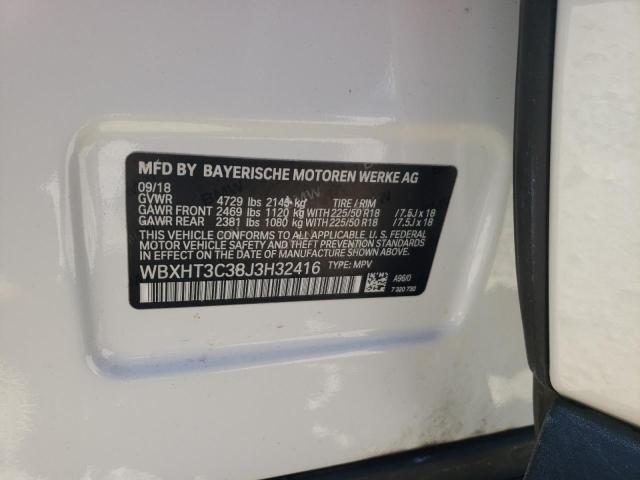 MFD BY BAYERISCHE MOTOREN WERKE AG
09/18
GVWR 4729 lbs 2145 kg TIRE / RIM
GAWR FRONT 2469 lbs 1120 kg WITH 225/50 R18 /7.5J x 18
GAWR REAR 2381 lbs 1080 kg WITH 225/50 R18 /7.5J x 18
THIS VEHICLE CONFORMS TO ALL APPLICABLE U.S. FEDERAL
MOTOR VEHICLE SAFETY, BUMPER, AND THEFT PREVENTION
STANDARDS IN EFFECT ON THE DATE OF
MANUFACTURE SHOWN ABOVE.
WBXHT3C38J3H32416 TYPE: MPV
A96/0
7 320 730